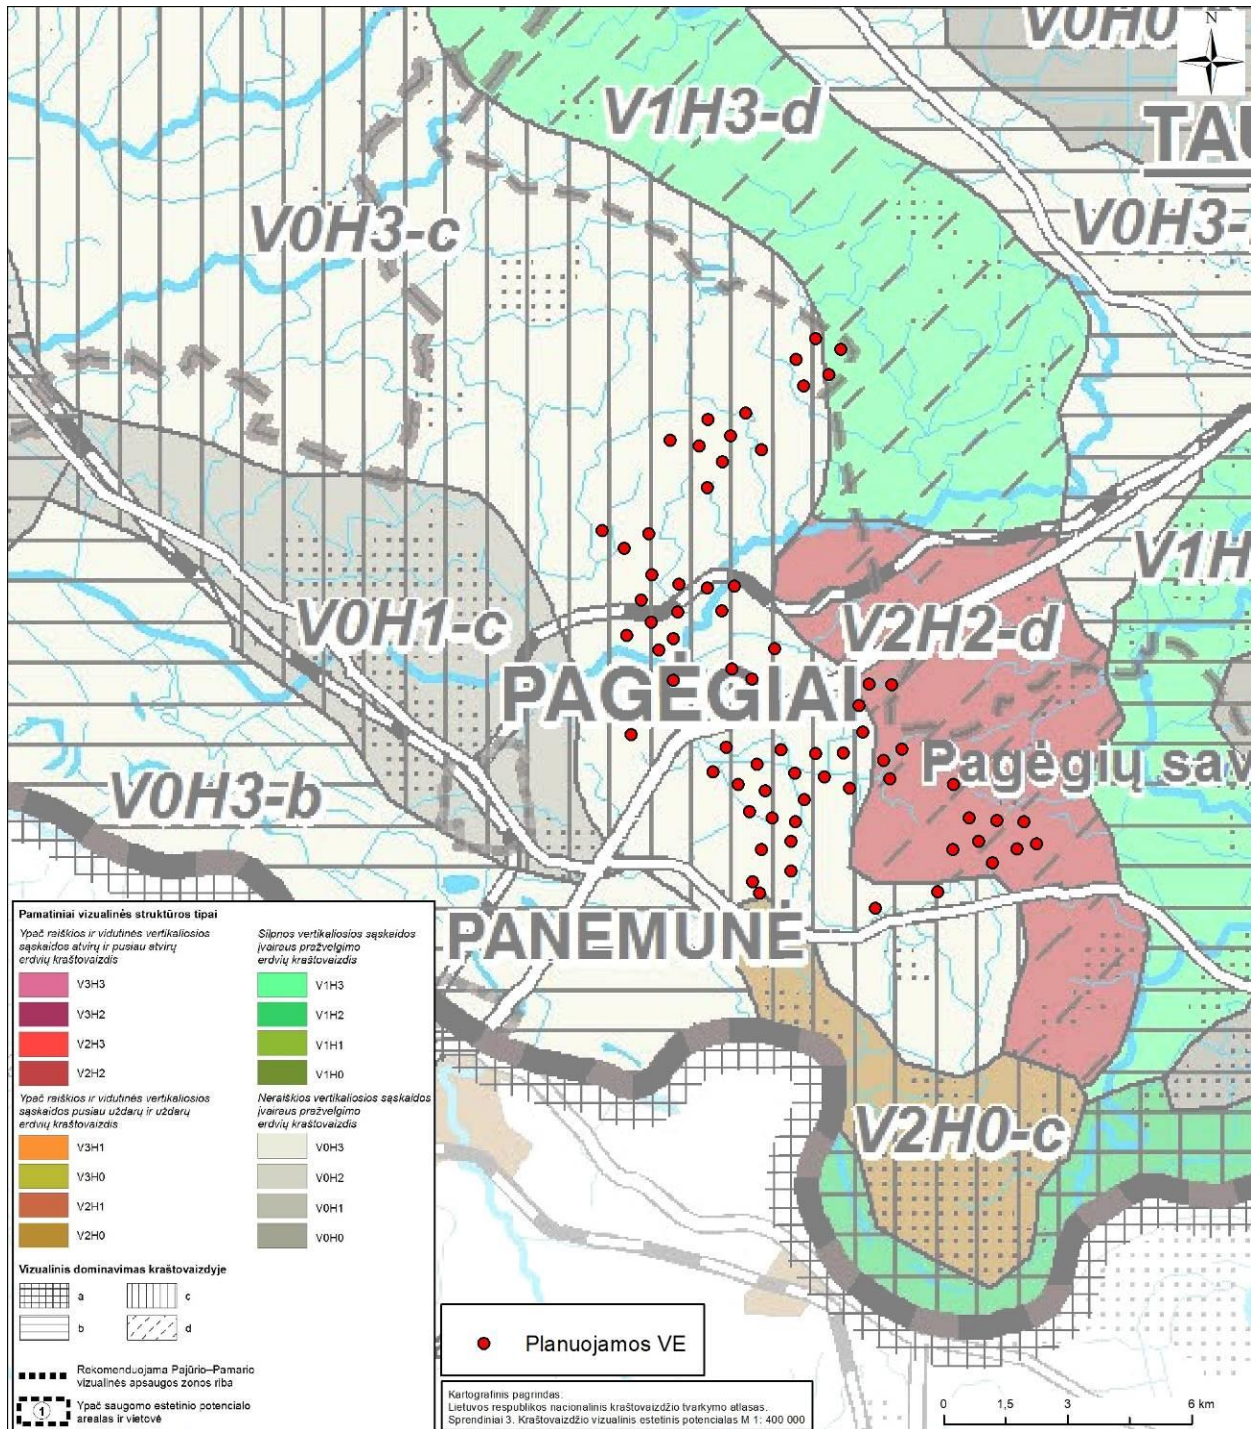 V0H0
N
V1H3-d
TAU
V0H3-c
V0H3-
V0H1-c
V2H2-d
V1H
PAGĖGIAI
Pagėgių sav
V0H3-b
PANEMUNĖ
V2H0-c
Pamatiniai vizualinės struktūros tipai
Ypač raiškios ir vidutinės vertikaliosios
sąskaidos atvirų ir pusiau atvirų
erdvių kraštovaizdis
V3H3
V3H2
V2H3
V2H2
Ypač raiškios ir vidutinės vertikaliosios
sąskaidos pusiau uždarų ir uždarų
erdvių kraštovaizdis
V3H1
V3H0
V2H1
V2H0
Silpnos vertikaliosios sąskaidos
įvairaus pražvelgimo
erdvių kraštovaizdis
V1H3
V1H2
V1H1
V1H0
Neraiškios vertikaliosios sąskaidos
įvairaus pražvelgimo
erdvių kraštovaizdis
V0H3
V0H2
V0H1
V0H0
Vizualinis dominavimas kraštovaizdyje
a
c
b
d
Rekomenduojama Pajūrio–Pamario
vizualinės apsaugos zonos riba
1
Ypač saugomo estetinio potencialo
arealas ir vietovė
Planuojamos VE
Kartografinis pagrindas:
Lietuvos respublikos nacionalinis kraštovaizdžio tvarkymo atlasas.
Sprendiniai 3. Kraštovaizdžio vizualinis estetinis potencialas M 1: 400 000
0 1,5 3 6 km